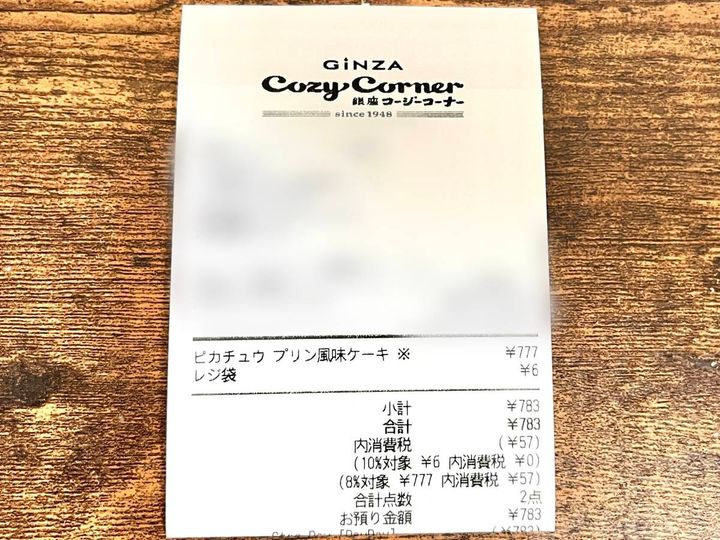 GiNZA
Cozy Corner
銀座コージーコーナー
since 1948
ピカチュウ プリン風味ケーキ ※ ¥777
レジ袋 ¥6
小計 ¥783
合計 ¥783
内消費税 (¥57)
(10%対象 ¥6 内消費税 ¥0)
(8%対象 ¥777 内消費税 ¥57)
合計点数 2点
お預り金額 ¥783